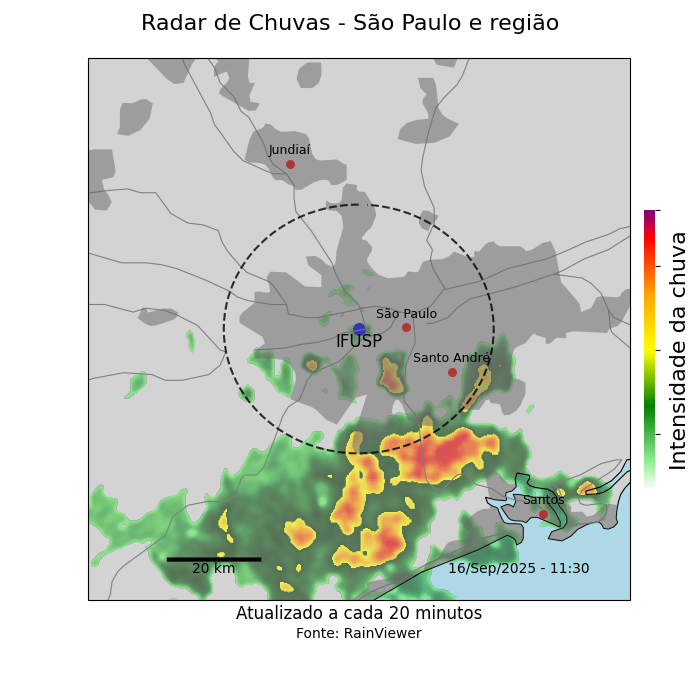 Radar de Chuvas - São Paulo e região
Jundiaí
São Paulo
IFUSP
Santo André
Santos
20 km
16/Sep/2025 - 11:30
Intensidade da chuva
Atualizado a cada 20 minutos
Fonte: RainViewer